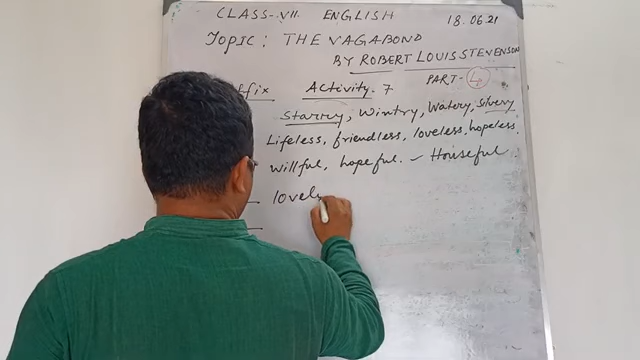 CLASS-VII ENGLISH 18.06.21
TOPIC: THE VAGABOND
BY ROBERT LOUIS STEVENSON
PART-4
ffix Activity. 7
Starry, Wintry, Watery, Silvery
Lifeless, friendless, loveless, hopeless.
Willful, hopeful. - Houseful
lovely